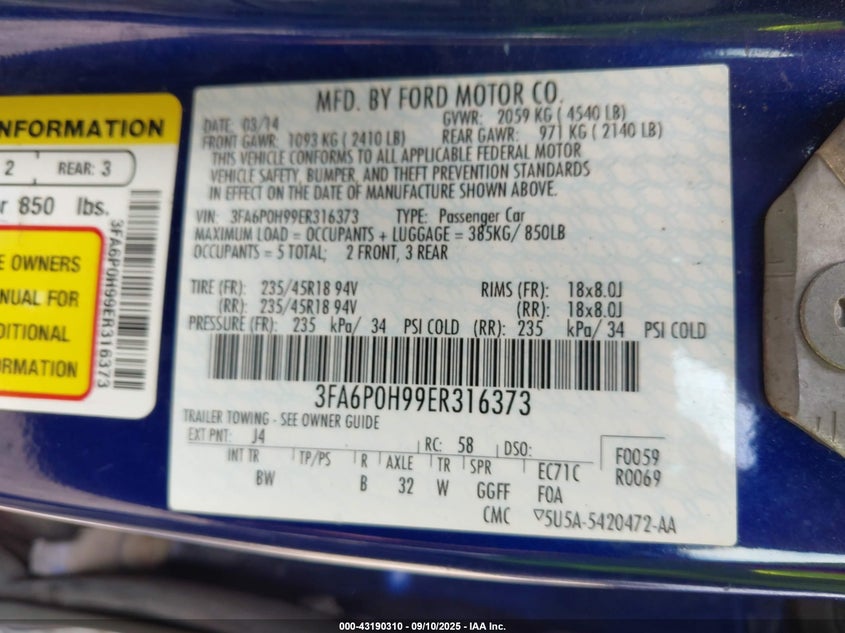 INFORMATION
2 REAR: 3
850 lbs.
3FA6P0H99ER316373
OWNERS
FOR
INFORMATION
MFD. BY FORD MOTOR CO.
DATE: 03/14 GVWR: 2059 KG ( 4540 LB)
FRONT GAWR: 1093 KG ( 2410 LB) REAR GAWR: 971 KG ( 2140 LB)
THIS VEHICLE CONFORMS TO ALL APPLICABLE FEDERAL MOTOR
VEHICLE SAFETY, BUMPER, AND THEFT PREVENTION STANDARDS
IN EFFECT ON THE DATE OF MANUFACTURE SHOWN ABOVE.
VIN: 3FA6P0H99ER316373 TYPE: Passenger Car
MAXIMUM LOAD = OCCUPANTS + LUGGAGE = 385KG/ 850LB
OCCUPANTS = 5 TOTAL; 2 FRONT, 3 REAR
TIRE (FR): 235/45R18 94V RIMS (FR): 18x8.0J
(RR): 235/45R18 94V (RR): 18x8.0J
PRESSURE (FR): 235 kPa/ 34 PSI COLD (RR): 235 kPa/ 34 PSI COLD
3FA6P0H99ER316373
TRAILER TOWING - SEE OWNER GUIDE
EXT PNT: J4 RC: 58 DSO: F0059
INT TR TP/PS R AXLE TR SPR EC71C R0069
BW B 32 W GGFF F0A
CMC ▽5U5A-5420472-AA
000-43190310 - 09/10/2025 - IAA Inc.